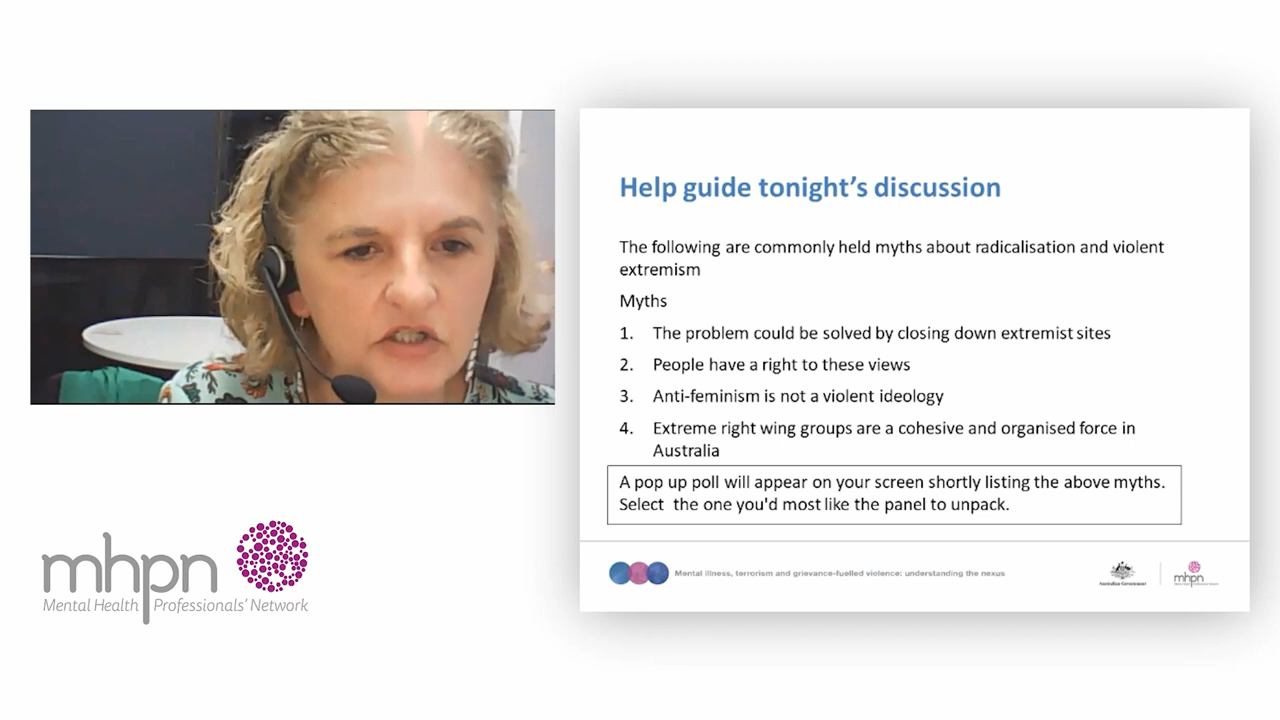 Help guide tonight's discussion
The following are commonly held myths about radicalisation and violent
extremism
Myths
1. The problem could be solved by closing down extremist sites
2. People have a right to these views
3. Anti-feminism is not a violent ideology
4. Extreme right wing groups are a cohesive and organised force in
Australia
A pop up poll will appear on your screen shortly listing the above myths.
Select the one you'd most like the panel to unpack.
mhpn
Mental Health Professionals' Network
Mental illness, terrorism and grievance-fuelled violence: understanding the nexus
Australian Government
mhpn